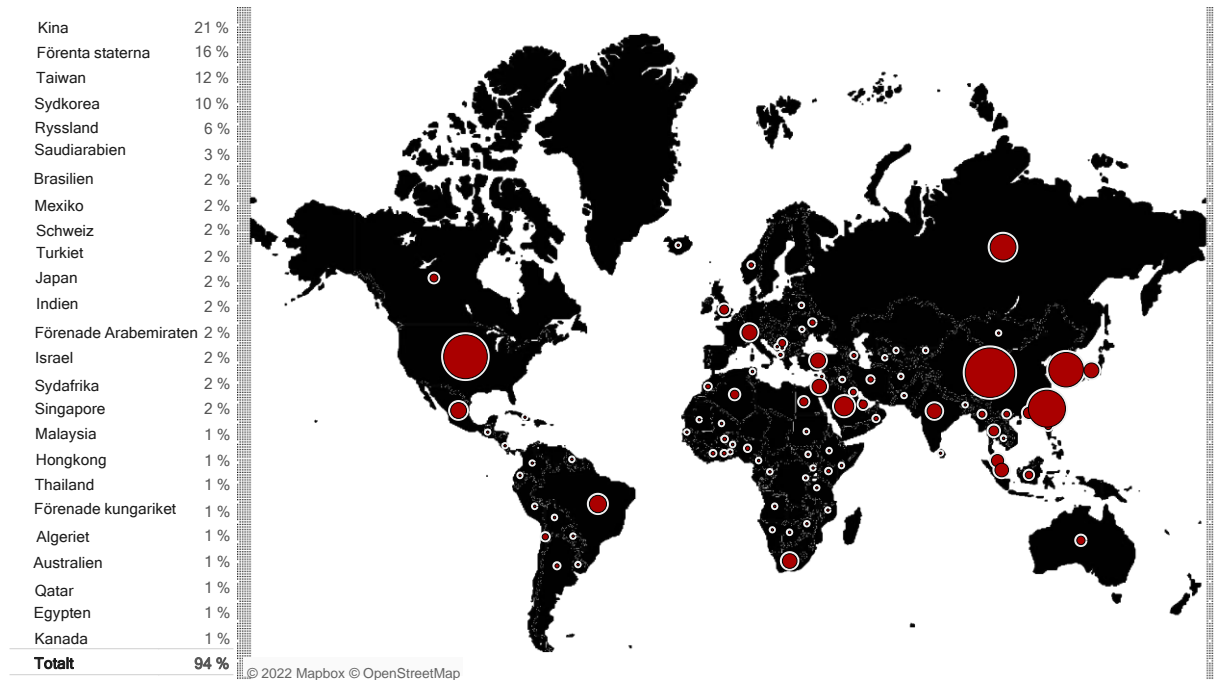 Kina 21 %
Förenta staterna 16 %
Taiwan 12 %
Sydkorea 10 %
Ryssland 6 %
Saudiarabien 3 %
Brasilien 2 %
Mexiko 2 %
Schweiz 2 %
Turkiet 2 %
Japan 2 %
Indien 2 %
Förenade Arabemiraten 2 %
Israel 2 %
Sydafrika 2 %
Singapore 2 %
Malaysia 1 %
Hongkong 1 %
Thailand 1 %
Förenade kungariket 1 %
Algeriet 1 %
Australien 1 %
Qatar 1 %
Egypten 1 %
Kanada 1 %
Totalt 94 %
© 2022 Mapbox © OpenStreetMap